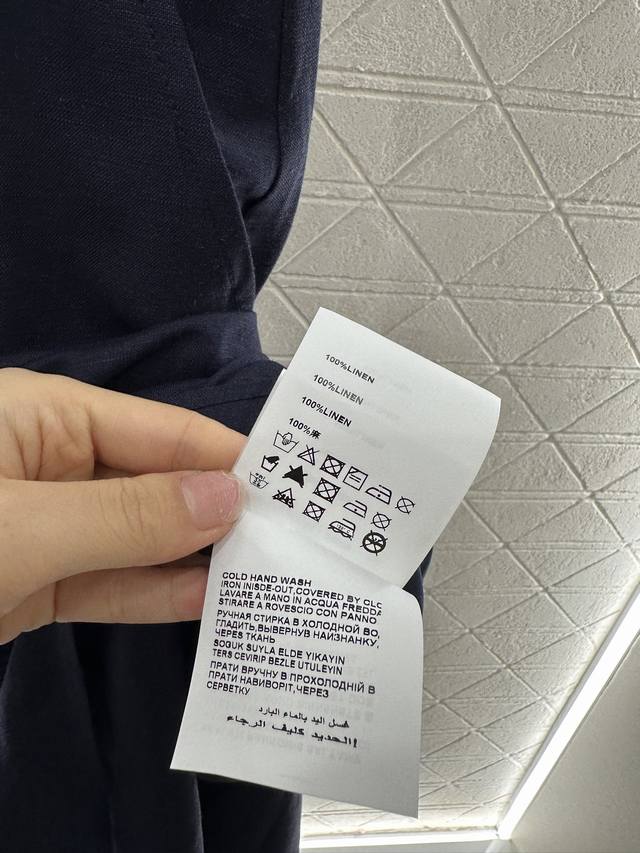 100%LINEN
100%LINEN
100%LINEN
100%麻
COLD HAND WASH
IRON INISDE-OUT,COVERED BY CLO
LAVARE A MANO IN ACQUA FREDDA
STIRARE A ROVESCIO CON PANNO
РУЧНАЯ СТИРКА В ХОЛОДНОЙ ВО,
ГЛАДИТЬ,ВЫВЕРНУВ НАИЗНАНКУ,
ЧЕРЕЗ ТКАНЬ
SOGUK SUYLA ELDE YIKAYIN
TERS CEVIRIP BEZLE UTULEYIN
ПРАТИ ВРУЧНУ В ПРОХОЛОДНІЙ В
ПРАТИ НАВИВОРІТ,ЧЕРЕЗ
СЕРВЕТКУ
غسل اليد بالماء البارد
الحديد كليف الرجاء!